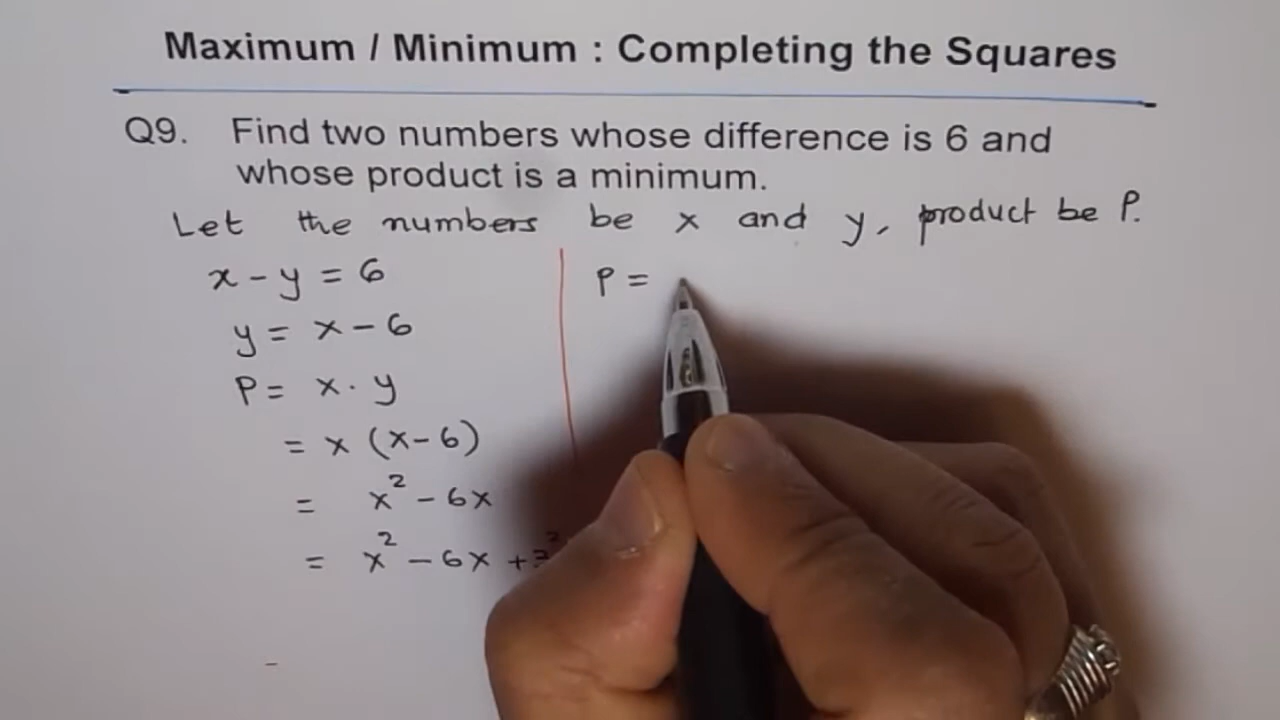 Maximum / Minimum : Completing the Squares
Q9. Find two numbers whose difference is 6 and
whose product is a minimum.
Let the numbers be x and y, product be P.
x - y = 6
y = x - 6
P = x · y
= x (x - 6)
= x² - 6x
= x² - 6x + 3²
P =